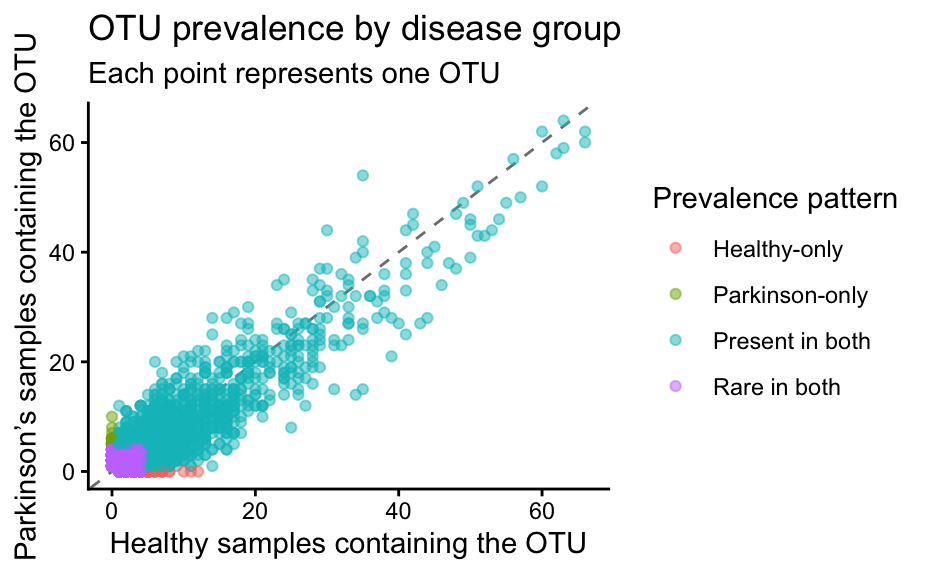 OTU prevalence by disease group
Each point represents one OTU
Parkinson’s samples containing the OTU
60
40
20
0
0 20 40 60
Healthy samples containing the OTU
Prevalence pattern
Healthy-only
Parkinson-only
Present in both
Rare in both